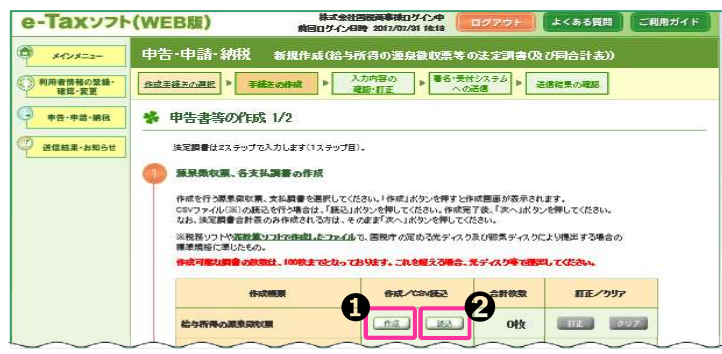 e-Taxソフト(WEB版)
株式会社国税商事様ログイン中
前回ログイン日時 2017/07/31 16:18
ログアウト
よくある質問
ご利用ガイド
メインメニュー
利用者情報の登録・
確認・変更
申告・申請・納税
送信結果・お知らせ
申告・申請・納税 新規作成(給与所得の源泉徴収票等の法定調書(及び同合計表))
作成手続きの選択
手続きの作成
入力内容の
確認・訂正
署名・受付システム
への送信
送信結果の確認
申告書等の作成 1/2
法定調書は2ステップで入力します(1ステップ目)。
1 源泉徴収票、各支払調書の作成
作成を行う源泉徴収票、支払調書を選択してください。「作成」ボタンを押すと作成画面が表示されます。
CSVファイル(※)の読込を行う場合は、「読込」ボタンを押してください。作成完了後、「次へ」ボタンを押してください。
なお、法定調書合計表のみ作成される方は、そのまま「次へ」ボタンを押してください。
※税務ソフトや表計算ソフトで作成したファイルで、国税庁の定める光ディスク及び磁気ディスクにより提出する場合の
標準規格に準じたもの。
作成可能な調書の枚数は、100枚までとなっております。これを超える場合、光ディスク等で提出してください。
作成帳票
作成/CSV読込
合計枚数
訂正/クリア
❶
❷
給与所得の源泉徴収票
作成
読込
0枚
訂正
クリア